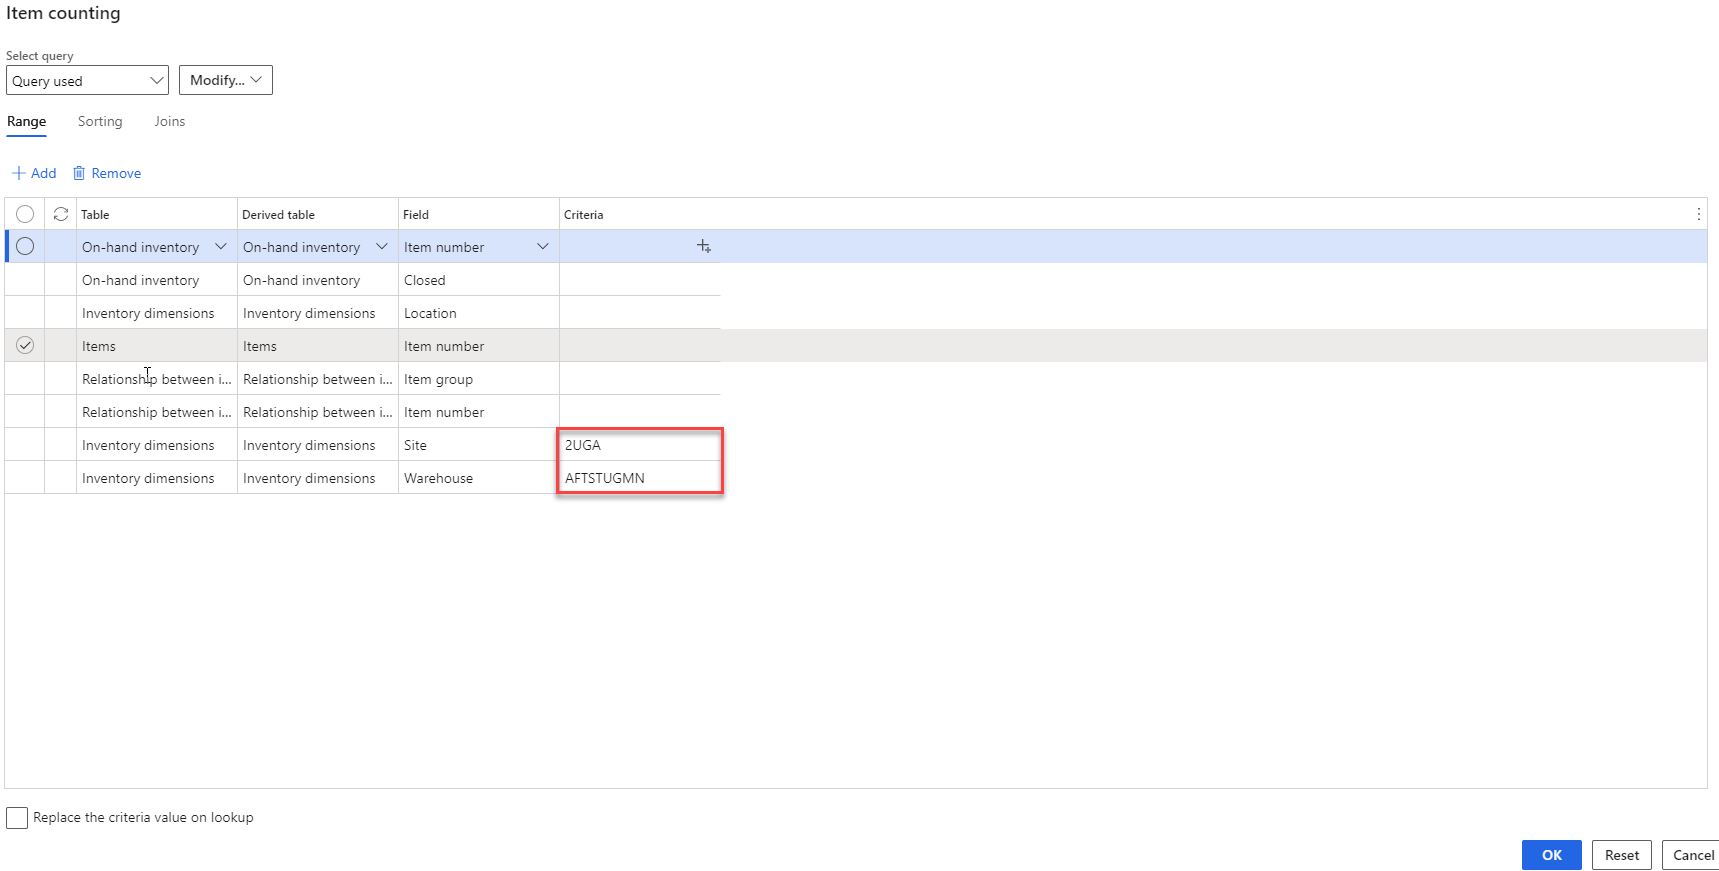 Item counting
Select query
Query used Modify...
Range Sorting Joins
Add Remove
Table Derived table Field Criteria
On-hand inventory On-hand inventory Item number
On-hand inventory On-hand inventory Closed
Inventory dimensions Inventory dimensions Location
Items Items Item number
Relationship between i... Relationship between i... Item group
Relationship between i... Relationship between i... Item number
Inventory dimensions Inventory dimensions Site 2UGA
Inventory dimensions Inventory dimensions Warehouse AFTSTUGMN
Replace the criteria value on lookup
OK Reset Cancel